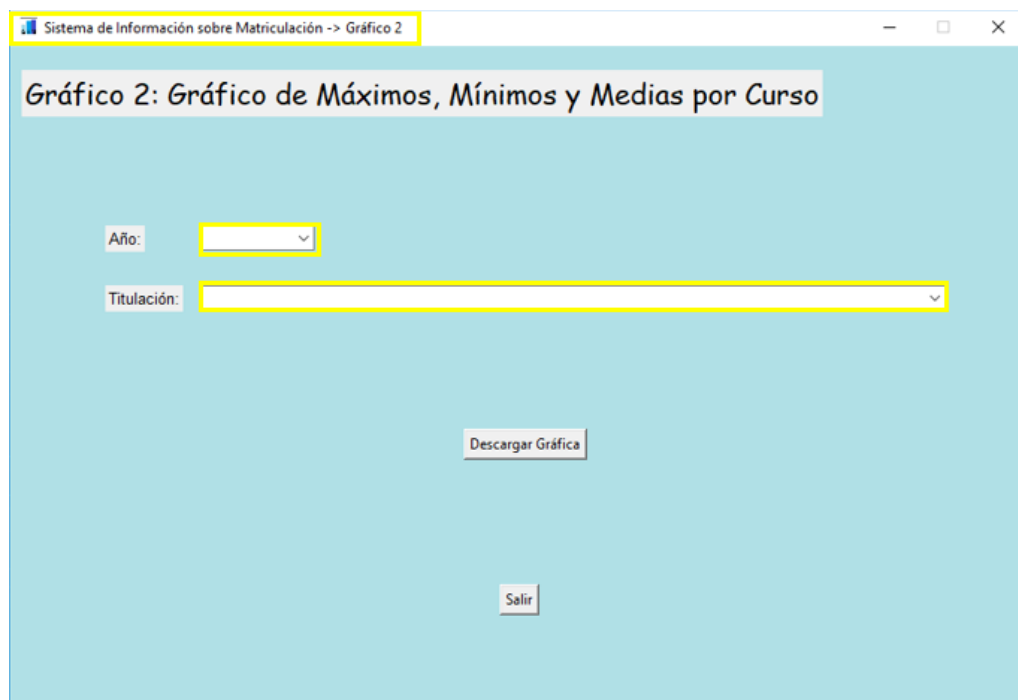 Sistema de Información sobre Matriculación -> Gráfico 2
Gráfico 2: Gráfico de Máximos, Mínimos y Medias por Curso
Año:
Titulación:
Descargar Gráfica
Salir